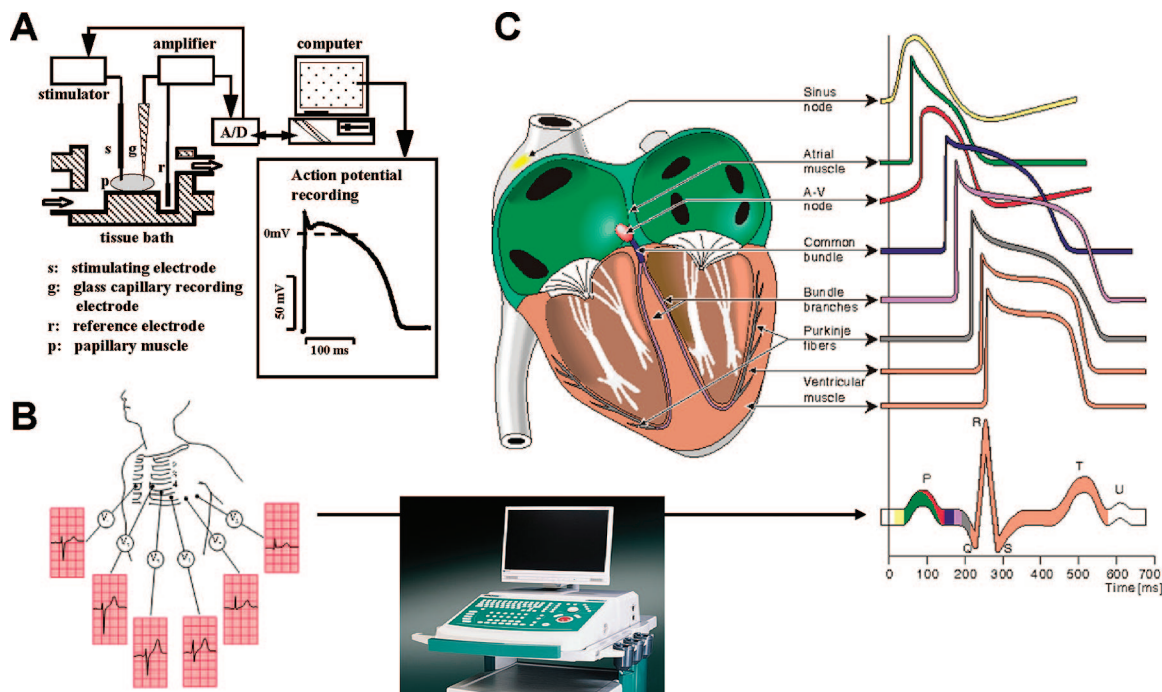 A
amplifier
computer
stimulator
A/D
s
g
r
p
tissue bath
Action potential
recording
0mV
50 mV
100 ms
s: stimulating electrode
g: glass capillary recording
electrode
r: reference electrode
p: papillary muscle
B
C
Sinus
node
Atrial
muscle
A-V
node
Common
bundle
Bundle
branches
Purkinje
fibers
Ventricular
muscle
R
P
T
U
Q
S
0 100 200 300 400 500 600 700
Time [ms]